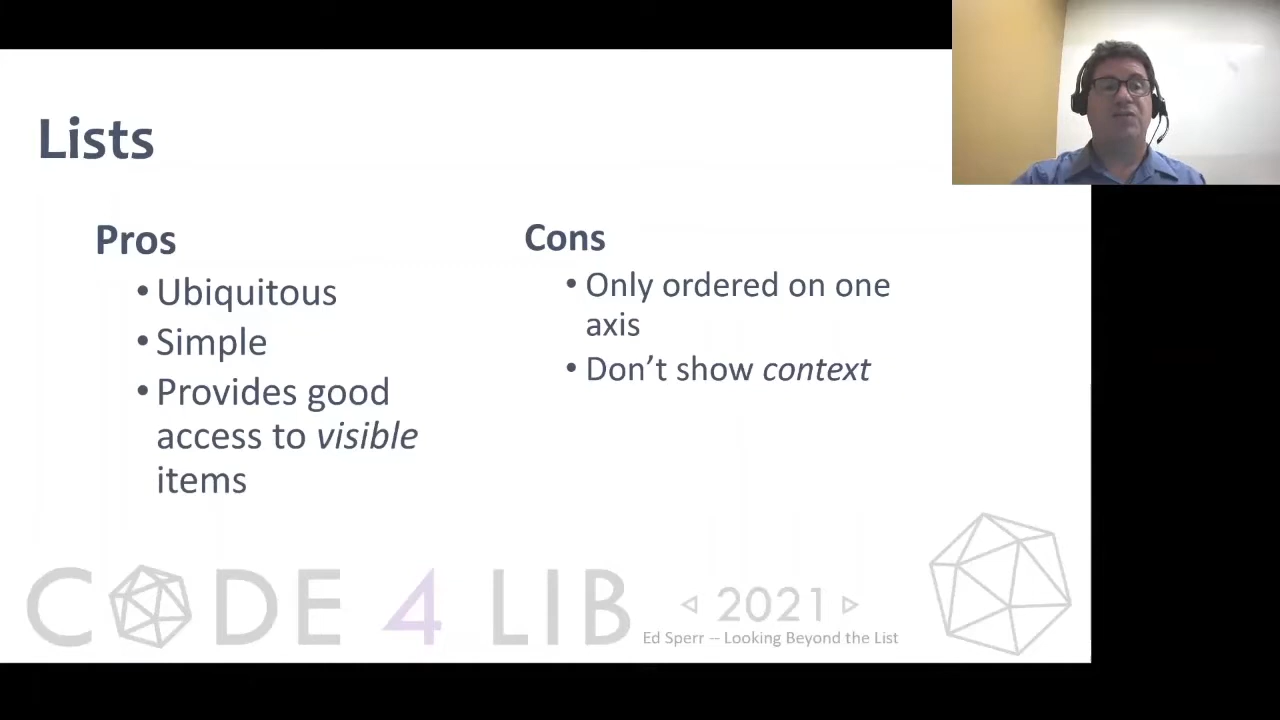 Lists
Pros
• Ubiquitous
• Simple
• Provides good
access to visible
items
Cons
• Only ordered on one
axis
• Don’t show context
CODE 4 LIB
2021
Ed Sperr -- Looking Beyond the List